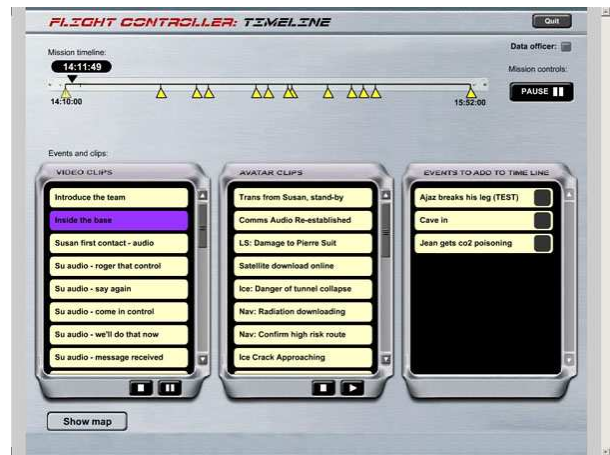 FLIGHT CONTROLLER: TIMELINE
Quit
Mission timeline:
Data officer:
14:11:49
Mission controls:
PAUSE
14:10:00
15:52:00
Events and clips:
VIDEO CLIPS
Introduce the team
Inside the base
Susan first contact - audio
Su audio - roger that control
Su audio - say again
Su audio - come in control
Su audio - we'll do that now
Su audio - message received
AVATAR CLIPS
Trans from Susan, stand-by
Comms Audio Re-established
LS: Damage to Pierre Suit
Satellite download online
Ice: Danger of tunnel collapse
Nav: Radiation downloading
Nav: Confirm high risk route
Ice Crack Approaching
EVENTS TO ADD TO TIME LINE
Ajaz breaks his leg (TEST)
Cave in
Jean gets co2 poisoning
Show map